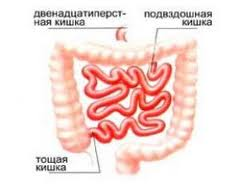 двенадцатиперст-
ная кишка
подвздошная
кишка
тощая
кишка